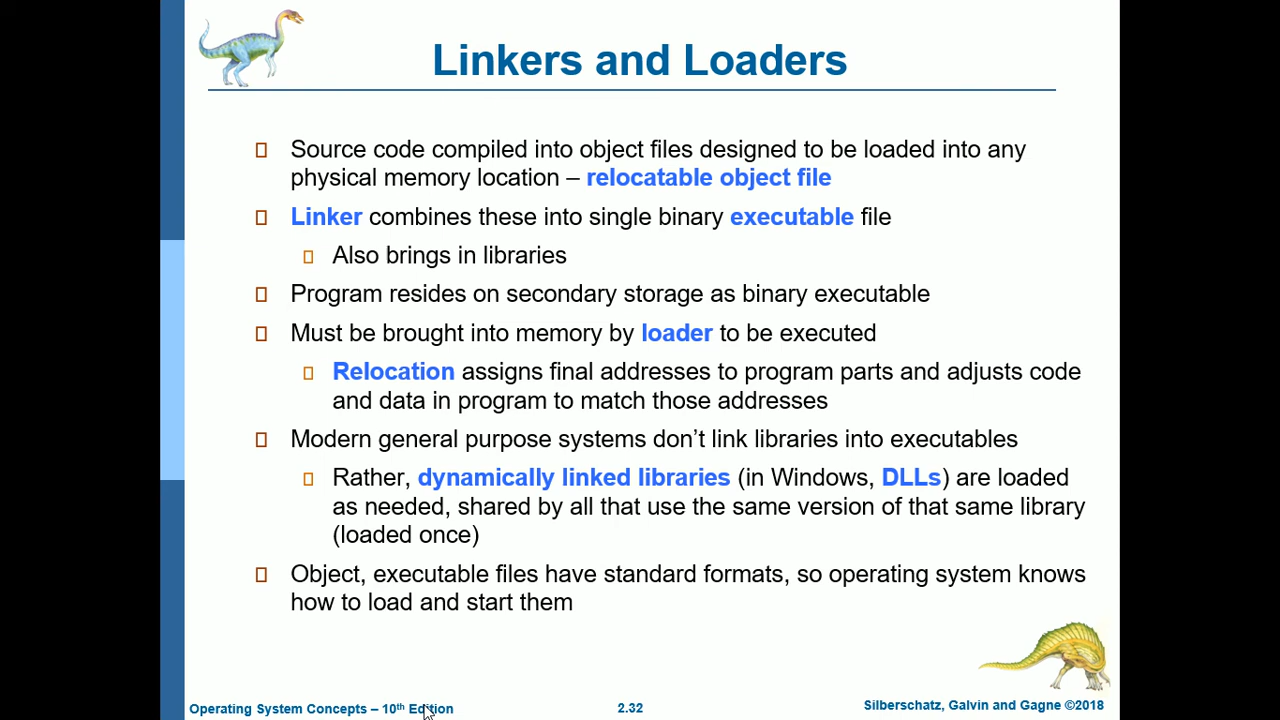 Linkers and Loaders
Source code compiled into object files designed to be loaded into any
physical memory location – relocatable object file
Linker combines these into single binary executable file
Also brings in libraries
Program resides on secondary storage as binary executable
Must be brought into memory by loader to be executed
Relocation assigns final addresses to program parts and adjusts code
and data in program to match those addresses
Modern general purpose systems don’t link libraries into executables
Rather, dynamically linked libraries (in Windows, DLLs) are loaded
as needed, shared by all that use the same version of that same library
(loaded once)
Object, executable files have standard formats, so operating system knows
how to load and start them
Operating System Concepts – 10th Edition
2.32
Silberschatz, Galvin and Gagne ©2018